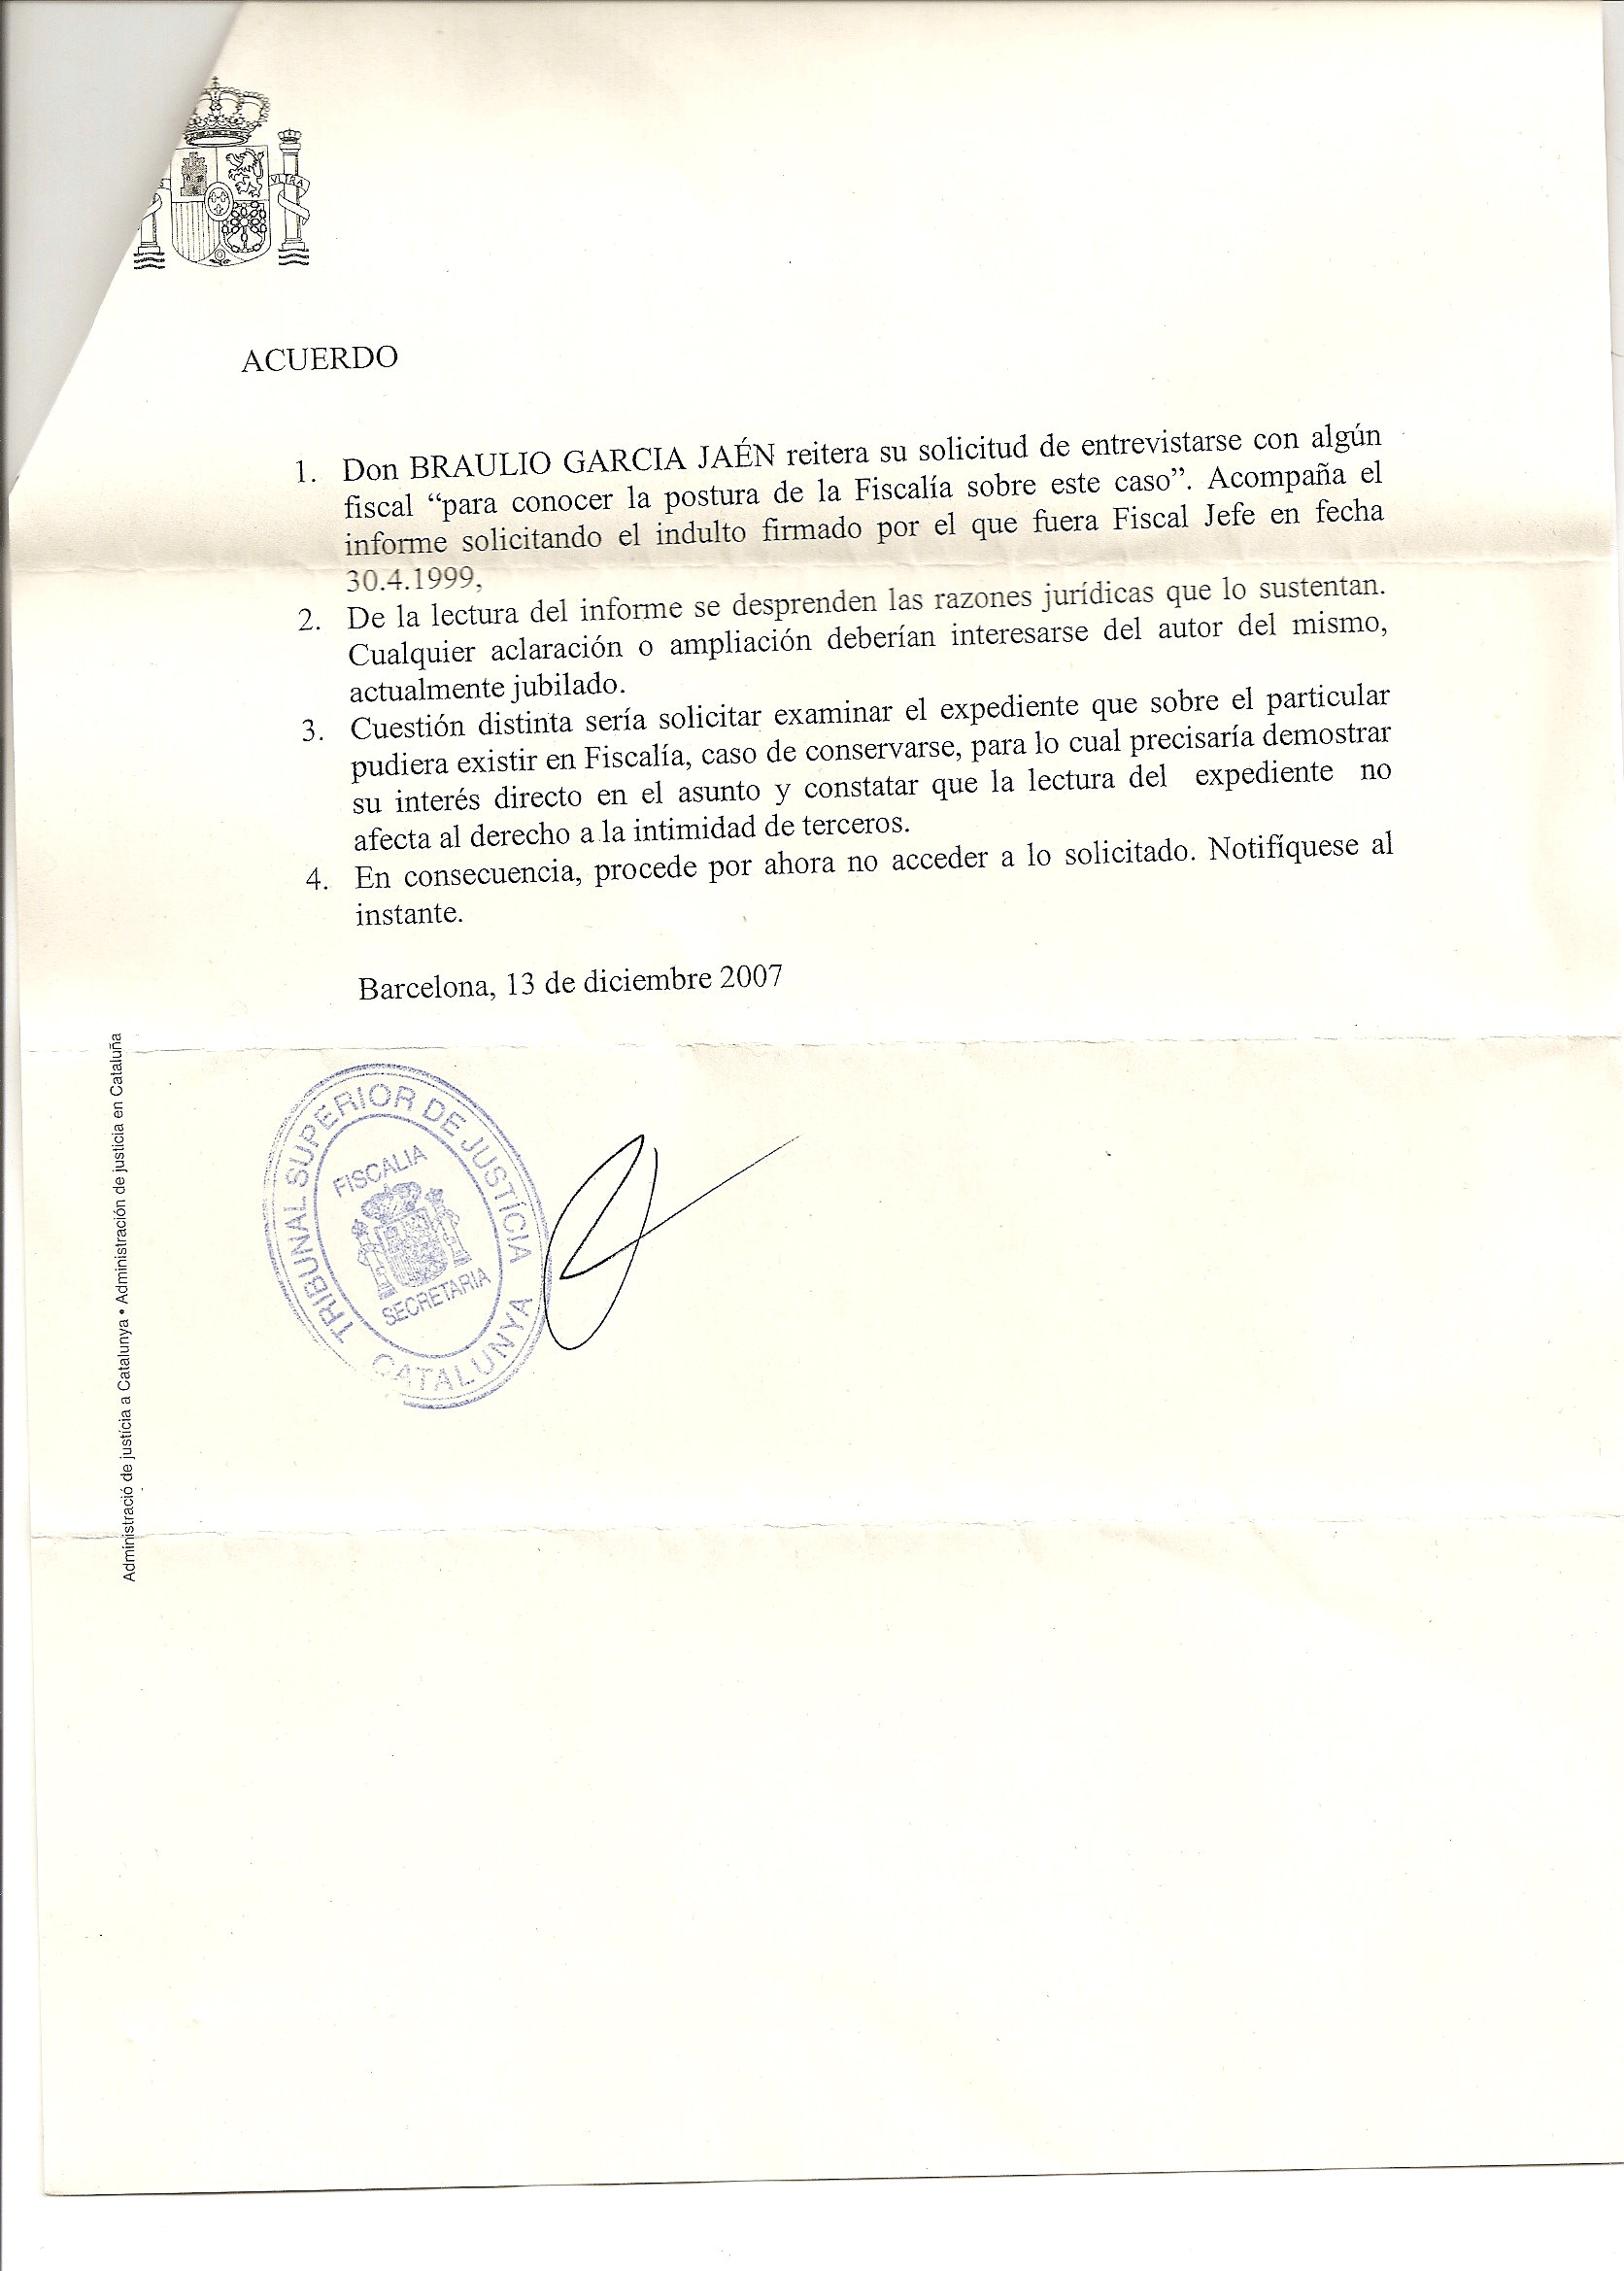 VLTRA
ACUERDO
1. Don BRAULIO GARCIA JAÉN reitera su solicitud de entrevistarse con algún
fiscal “para conocer la postura de la Fiscalía sobre este caso”. Acompaña el
informe solicitando el indulto firmado por el que fuera Fiscal Jefe en fecha
30.4.1999,
2. De la lectura del informe se desprenden las razones jurídicas que lo sustentan.
Cualquier aclaración o ampliación deberían interesarse del autor del mismo,
actualmente jubilado.
3. Cuestión distinta sería solicitar examinar el expediente que sobre el particular
pudiera existir en Fiscalía, caso de conservarse, para lo cual precisaría demostrar
su interés directo en el asunto y constatar que la lectura del expediente no
afecta al derecho a la intimidad de terceros.
4. En consecuencia, procede por ahora no acceder a lo solicitado. Notifíquese al
instante.
Barcelona, 13 de diciembre 2007
TRIBUNAL SUPERIOR DE JUSTÍCIA
CATALUNYA
FISCALIA
SECRETARIA
Administració de justícia a Catalunya • Administración de justicia en Cataluña